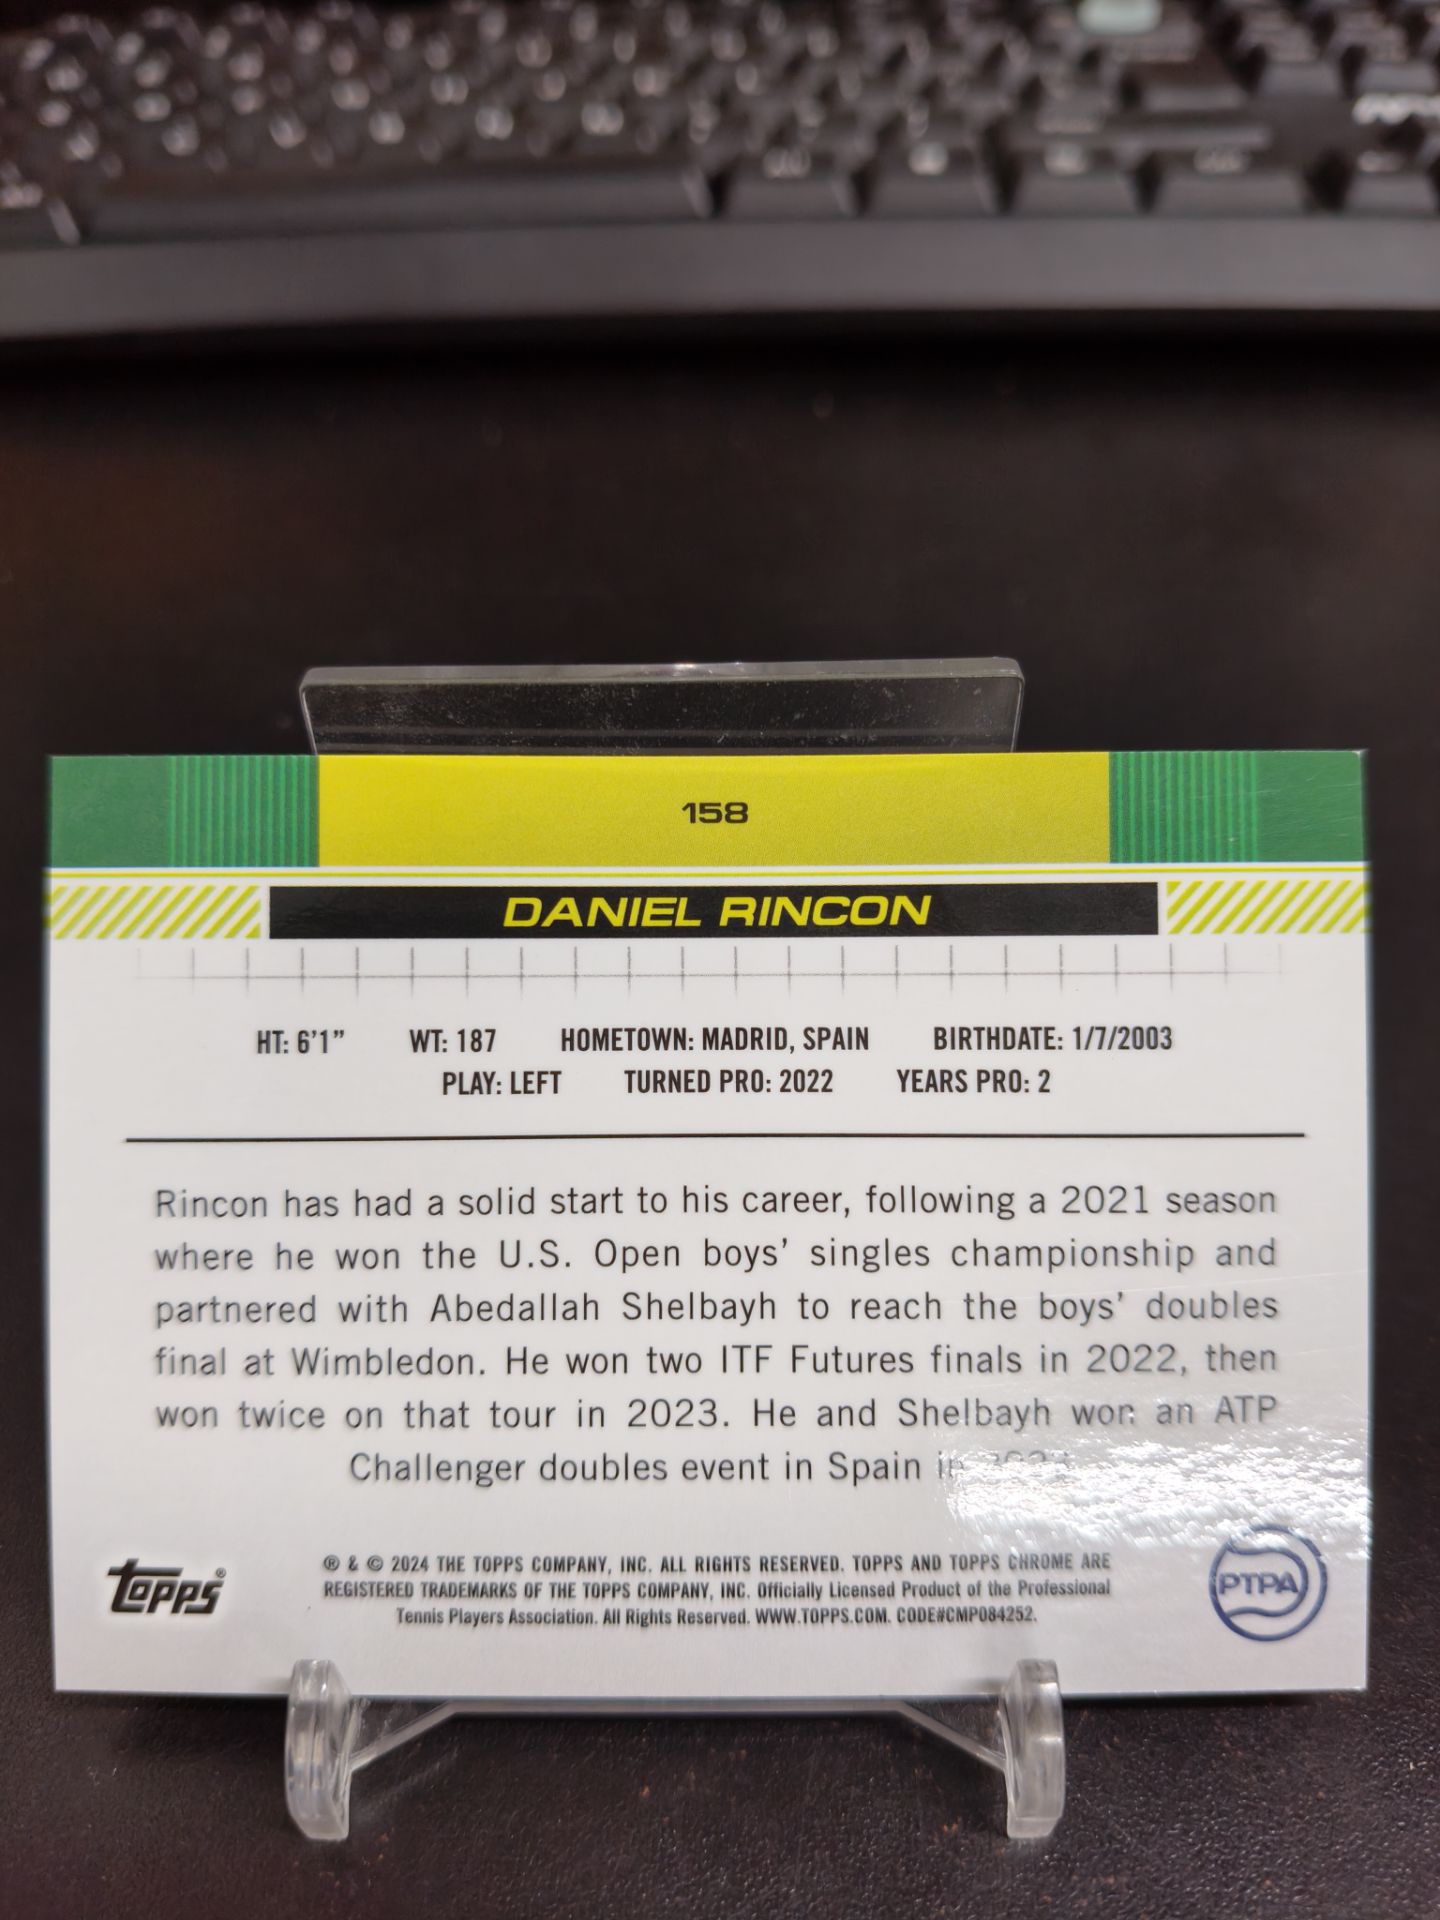 158
DANIEL RINCON
HT: 6'1" WT: 187 HOMETOWN: MADRID, SPAIN BIRTHDATE: 1/7/2003
PLAY: LEFT TURNED PRO: 2022 YEARS PRO: 2
Rincon has had a solid start to his career, following a 2021 season
where he won the U.S. Open boys' singles championship and
partnered with Abedallah Shelbayh to reach the boys' doubles
final at Wimbledon. He won two ITF Futures finals in 2022, then
won twice on that tour in 2023. He and Shelbayh won an ATP
Challenger doubles event in Spain in
topps®
® & © 2024 THE TOPPS COMPANY, INC. ALL RIGHTS RESERVED. TOPPS AND TOPPS CHROME ARE
REGISTERED TRADEMARKS OF THE TOPPS COMPANY, INC. Officially Licensed Product of the Professional
Tennis Players Association. All Rights Reserved. WWW.TOPPS.COM. CODE#CMP084252.
PTPA